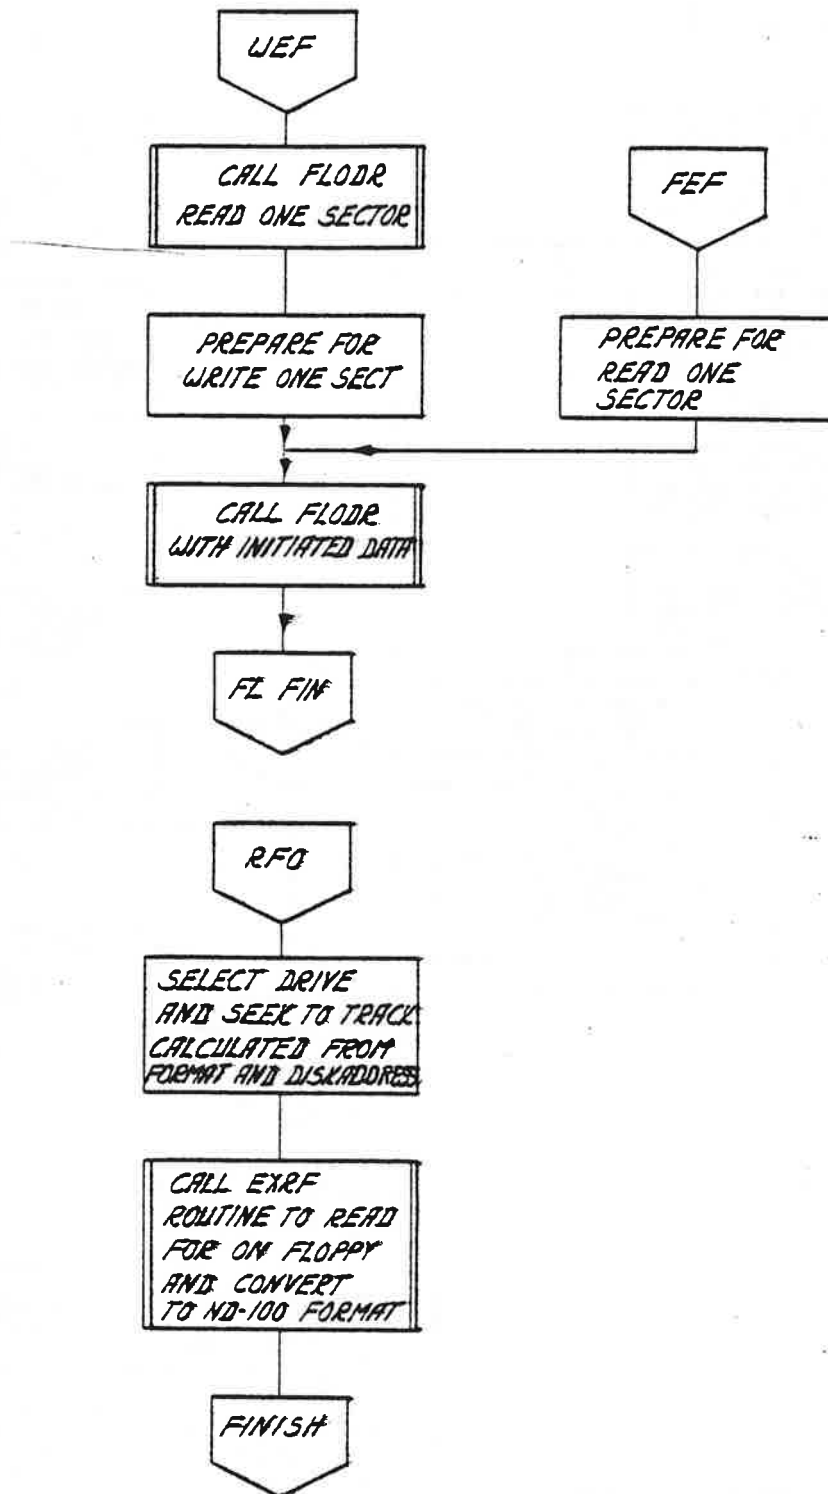 WEF
CALL FLODR
READ ONE SECTOR
FEF
PREPARE FOR
WRITE ONE SECT
PREPARE FOR
READ ONE
SECTOR
CALL FLODR
WITH INITIATED DATA
FL FIN
RFO
SELECT DRIVE
AND SEEK TO TRACK
CALCULATED FROM
FORMAT AND DISKADDRESS.
CALL EXRF
ROUTINE TO READ
FOR ON FLOPPY
AND CONVERT
TO ND-100 FORMAT
FINISH